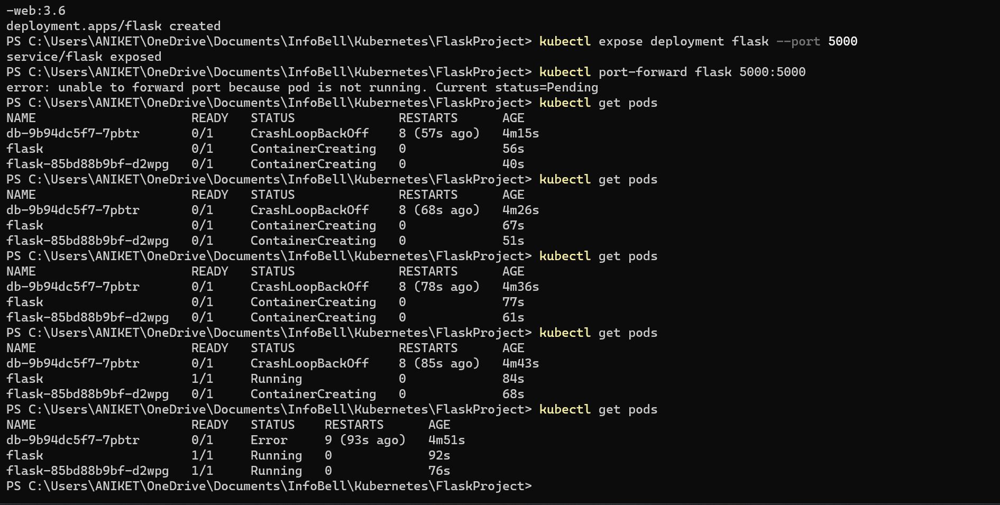 -web:3.6
deployment.apps/flask created
PS C:\Users\ANIKET\OneDrive\Documents\InfoBell\Kubernetes\FlaskProject> kubectl expose deployment flask --port 5000
service/flask exposed
PS C:\Users\ANIKET\OneDrive\Documents\InfoBell\Kubernetes\FlaskProject> kubectl port-forward flask 5000:5000
error: unable to forward port because pod is not running. Current status=Pending
PS C:\Users\ANIKET\OneDrive\Documents\InfoBell\Kubernetes\FlaskProject> kubectl get pods
NAME                     READY   STATUS              RESTARTS      AGE
db-9b94dc5f7-7pbtr       0/1     CrashLoopBackOff    8 (57s ago)   4m15s
flask                    0/1     ContainerCreating   0             56s
flask-85bd88b9bf-d2wpg   0/1     ContainerCreating   0             40s
PS C:\Users\ANIKET\OneDrive\Documents\InfoBell\Kubernetes\FlaskProject> kubectl get pods
NAME                     READY   STATUS              RESTARTS      AGE
db-9b94dc5f7-7pbtr       0/1     CrashLoopBackOff    8 (68s ago)   4m26s
flask                    0/1     ContainerCreating   0             67s
flask-85bd88b9bf-d2wpg   0/1     ContainerCreating   0             51s
PS C:\Users\ANIKET\OneDrive\Documents\InfoBell\Kubernetes\FlaskProject> kubectl get pods
NAME                     READY   STATUS              RESTARTS      AGE
db-9b94dc5f7-7pbtr       0/1     CrashLoopBackOff    8 (78s ago)   4m36s
flask                    0/1     ContainerCreating   0             77s
flask-85bd88b9bf-d2wpg   0/1     ContainerCreating   0             61s
PS C:\Users\ANIKET\OneDrive\Documents\InfoBell\Kubernetes\FlaskProject> kubectl get pods
NAME                     READY   STATUS              RESTARTS      AGE
db-9b94dc5f7-7pbtr       0/1     CrashLoopBackOff    8 (85s ago)   4m43s
flask                    1/1     Running             0             84s
flask-85bd88b9bf-d2wpg   0/1     ContainerCreating   0             68s
PS C:\Users\ANIKET\OneDrive\Documents\InfoBell\Kubernetes\FlaskProject> kubectl get pods
NAME                     READY   STATUS    RESTARTS      AGE
db-9b94dc5f7-7pbtr       0/1     Error     9 (93s ago)   4m51s
flask                    1/1     Running   0             92s
flask-85bd88b9bf-d2wpg   1/1     Running   0             76s
PS C:\Users\ANIKET\OneDrive\Documents\InfoBell\Kubernetes\FlaskProject>